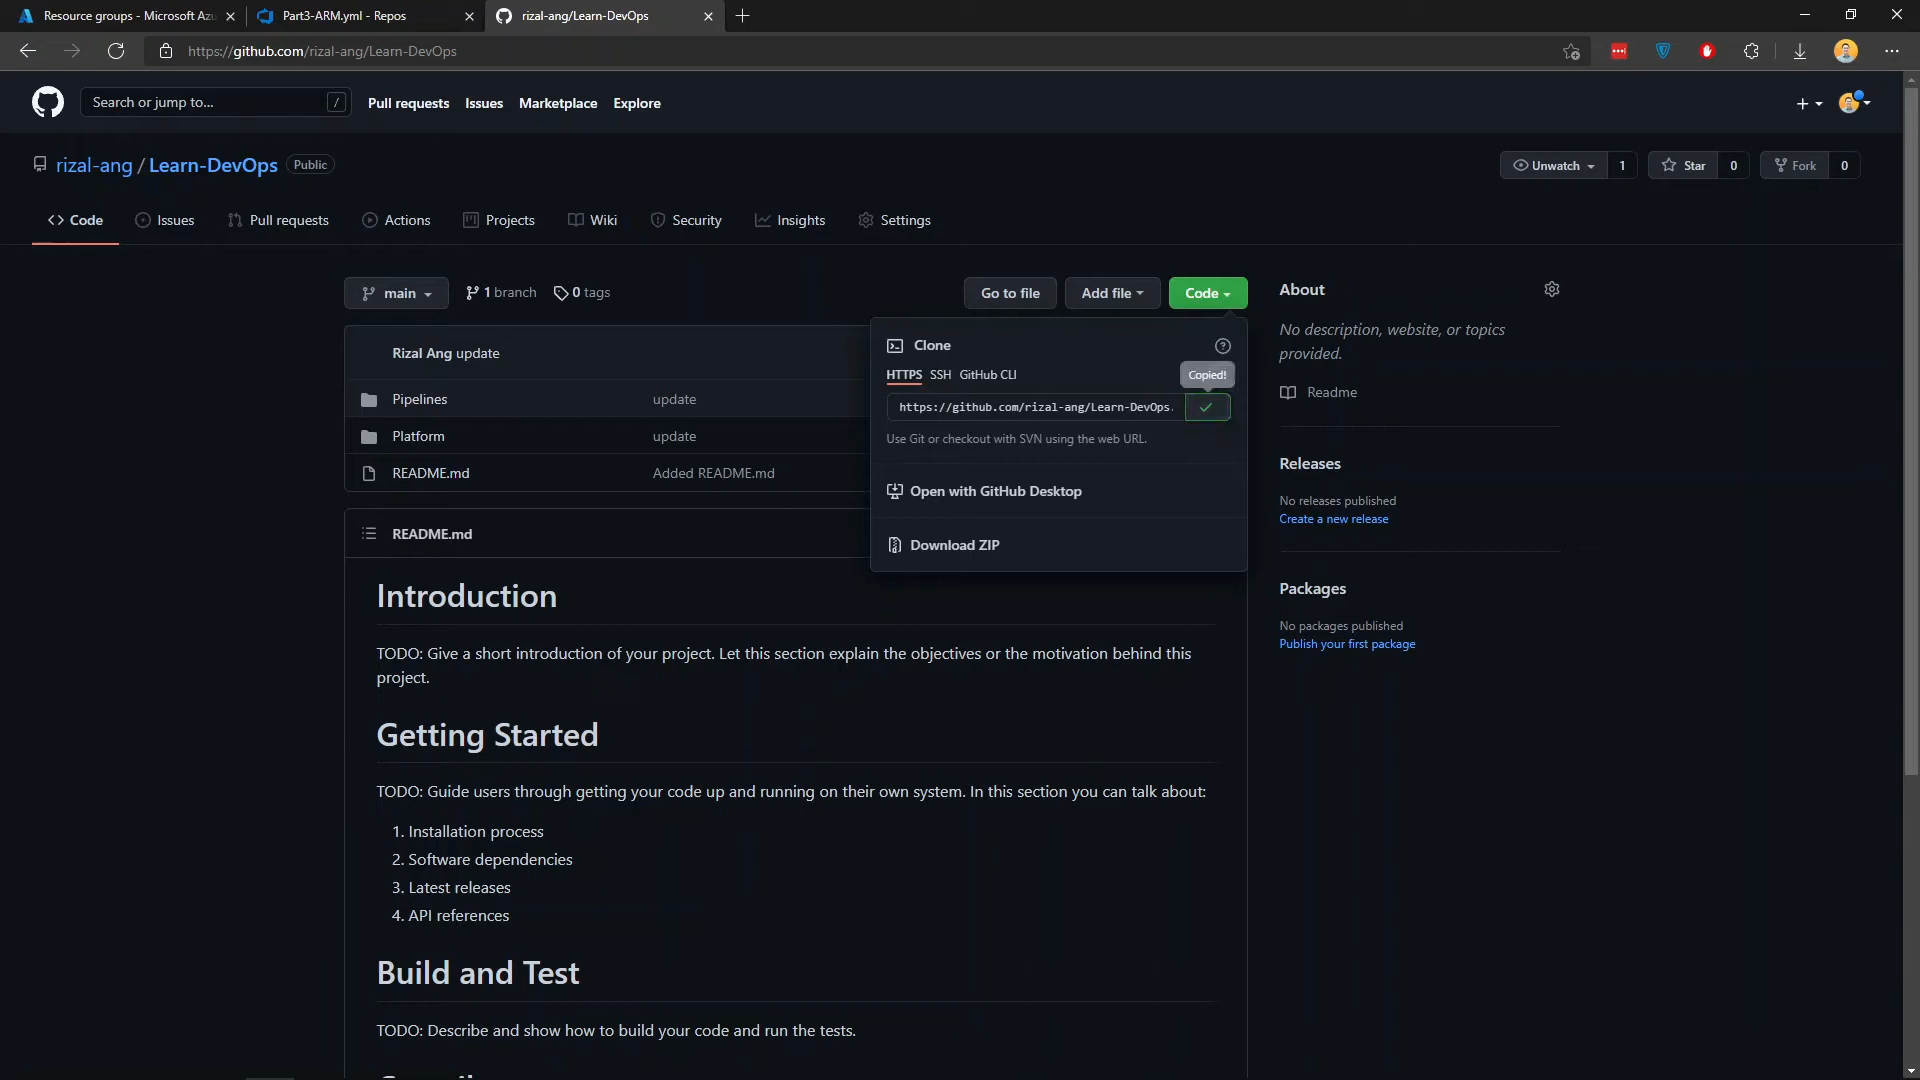 Resource groups - Microsoft Azu
Part3-ARM.yml - Repos
rizal-ang/Learn-DevOps
https://github.com/rizal-ang/Learn-DevOps
Search or jump to...
/
Pull requests
Issues
Marketplace
Explore
rizal-ang / Learn-DevOps
Public
Unwatch
1
Star
0
Fork
0
Code
Issues
Pull requests
Actions
Projects
Wiki
Security
Insights
Settings
main
1 branch
0 tags
Go to file
Add file
Code
Rizal Ang update
Pipelines
update
Platform
update
README.md
Added README.md
Clone
HTTPS
SSH
GitHub CLI
Copied!
https://github.com/rizal-ang/Learn-DevOps.
Use Git or checkout with SVN using the web URL.
Open with GitHub Desktop
Download ZIP
README.md
Introduction
TODO: Give a short introduction of your project. Let this section explain the objectives or the motivation behind this
project.
Getting Started
TODO: Guide users through getting your code up and running on their own system. In this section you can talk about:
1. Installation process
2. Software dependencies
3. Latest releases
4. API references
Build and Test
TODO: Describe and show how to build your code and run the tests.
About
No description, website, or topics
provided.
Readme
Releases
No releases published
Create a new release
Packages
No packages published
Publish your first package